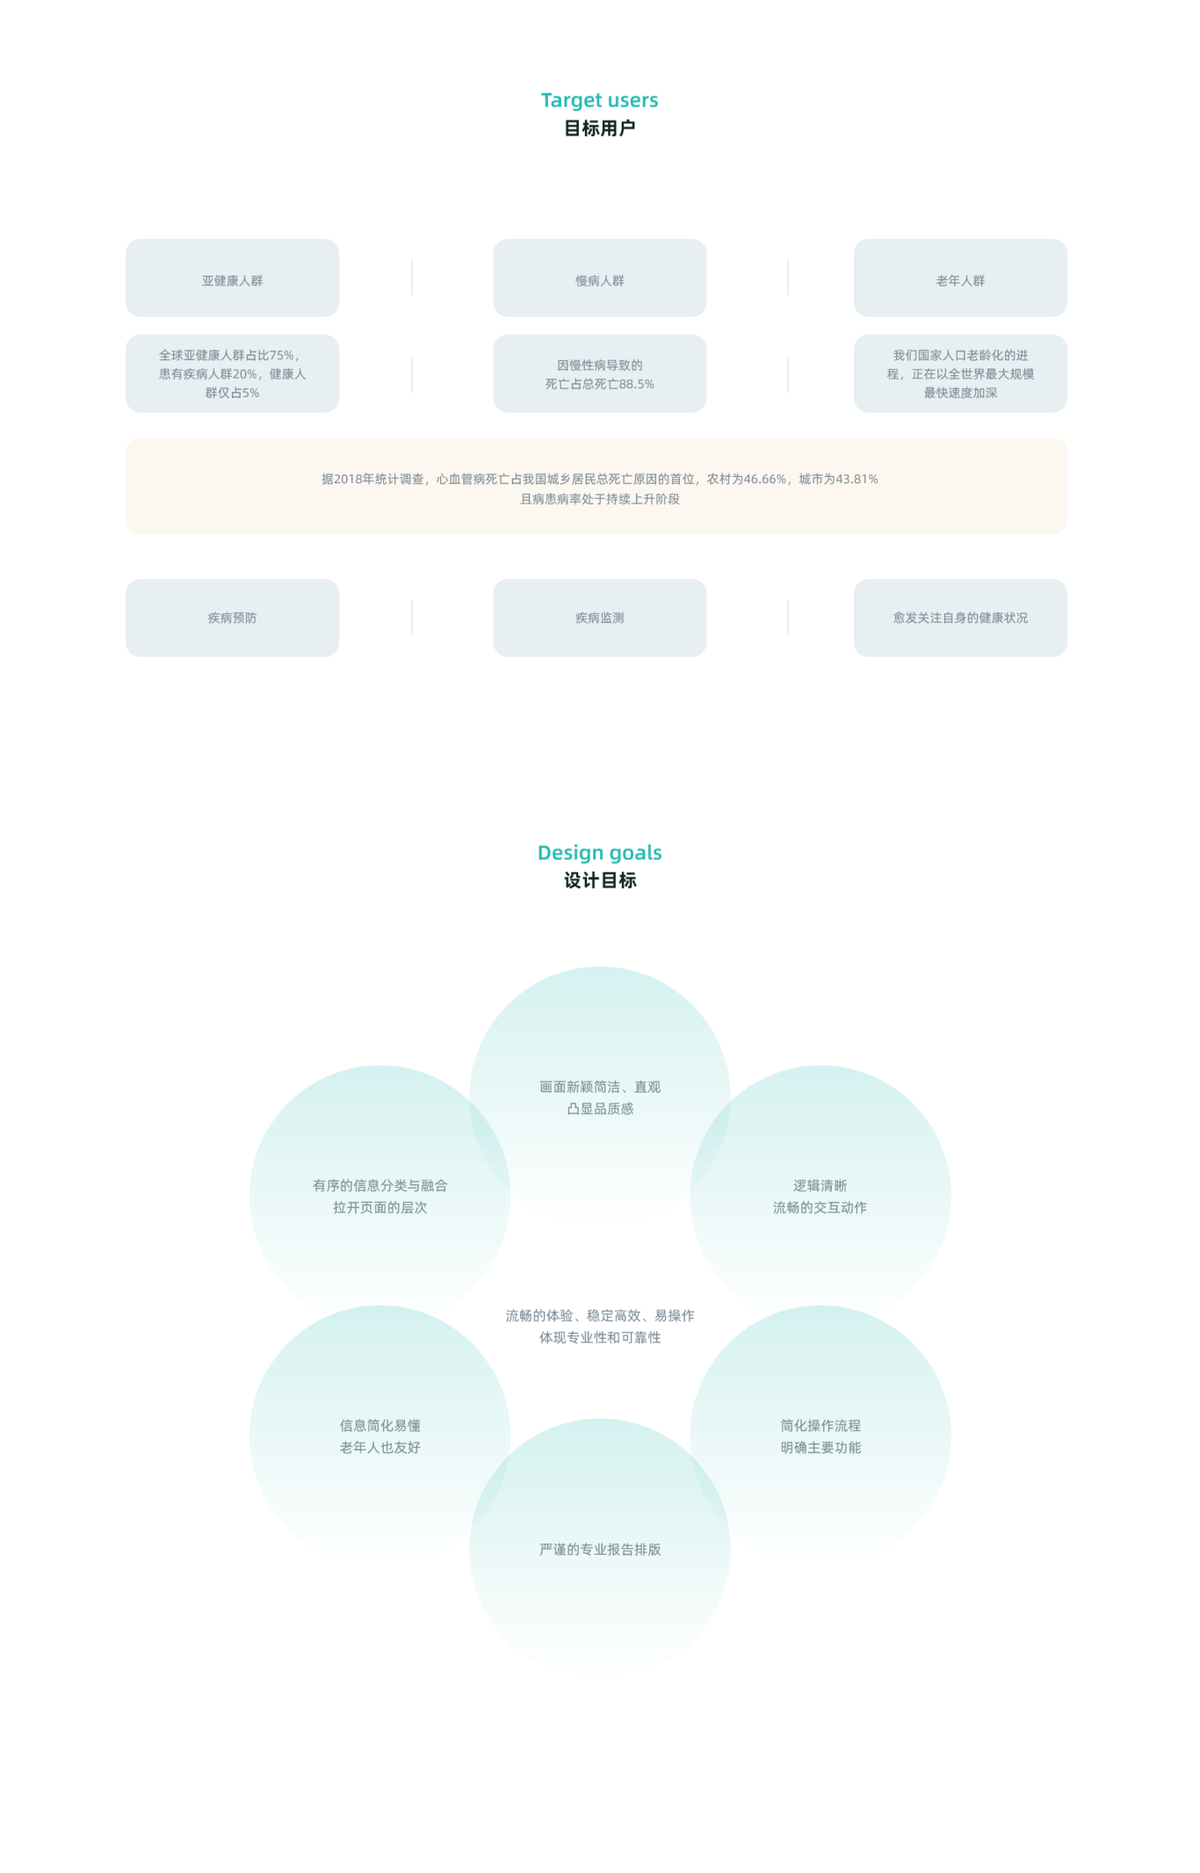 Target users
目标用户
亚健康人群
慢病人群
老年人群
全球亚健康人群占比75%，
患有疾病人群20%，健康人
群仅占5%
因慢性病导致的
死亡占总死亡88.5%
我们国家人口老龄化的进
程，正在以全世界最大规模
最快速度加深
据2018年统计调查，心血管病死亡占我国城乡居民总死亡原因的首位，农村为46.66%，城市为43.81%
且病患病率处于持续上升阶段
疾病预防
疾病监测
愈发关注自身的健康状况
Design goals
设计目标
画面新颖简洁、直观
凸显品质感
有序的信息分类与融合
拉开页面的层次
逻辑清晰
流畅的交互动作
流畅的体验、稳定高效、易操作
体现专业性和可靠性
信息简化易懂
老年人也友好
简化操作流程
明确主要功能
严谨的专业报告排版